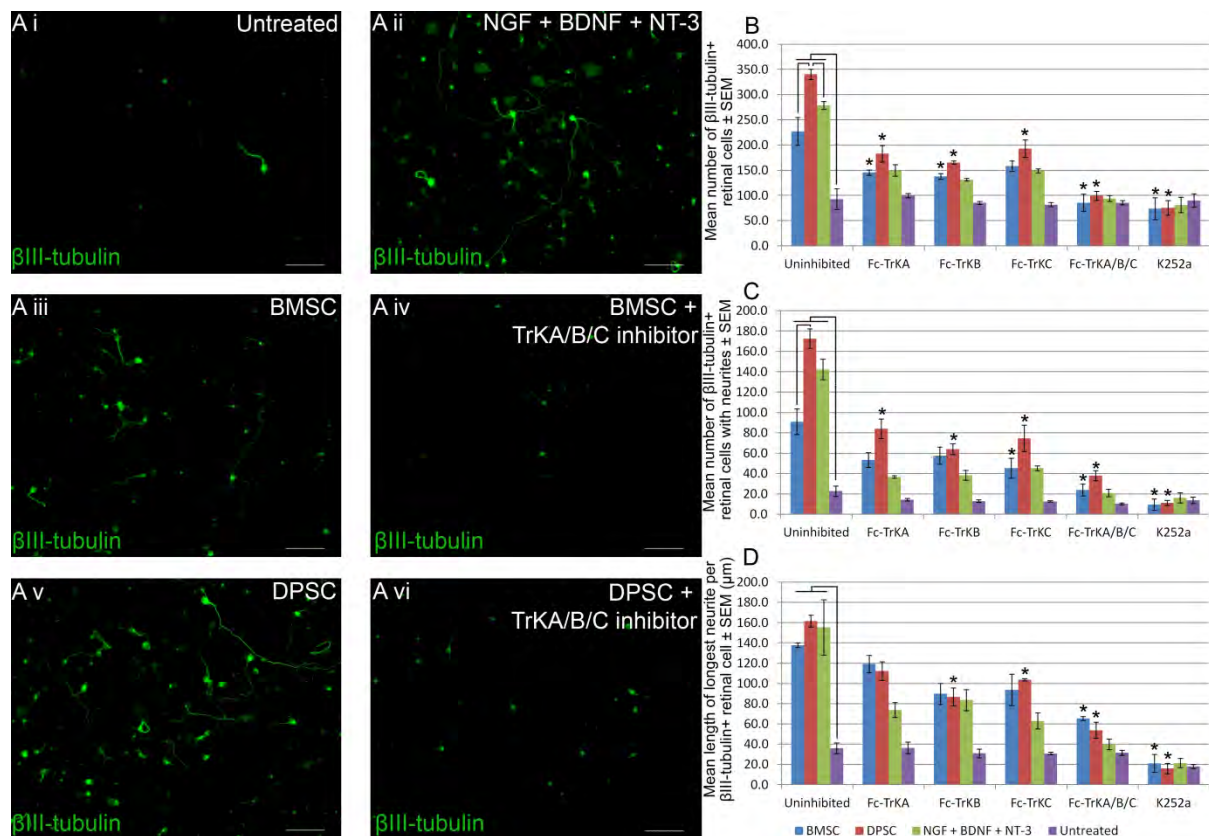 A i
Untreated
βIII-tubulin
A ii
NGF + BDNF + NT-3
βIII-tubulin
A iii
BMSC
βIII-tubulin
A iv
BMSC +
TrKA/B/C inhibitor
βIII-tubulin
A v
DPSC
βIII-tubulin
A vi
DPSC +
TrKA/B/C inhibitor
βIII-tubulin
B
Mean number of βIII-tubulin+
retinal cells ± SEM
400.0
350.0
300.0
250.0
200.0
150.0
100.0
50.0
0.0
* * * * * * * * *
Uninhibited Fc-TrKA Fc-TrKB Fc-TrKC Fc-TrKA/B/C K252a
C
Mean number of βIII-tubulin+
retinal cells with neurites ± SEM
200.0
180.0
160.0
140.0
120.0
100.0
80.0
60.0
40.0
20.0
0.0
* * * * * * * *
Uninhibited Fc-TrKA Fc-TrKB Fc-TrKC Fc-TrKA/B/C K252a
D
Mean length of longest neurite per
βIII-tubulin+ retinal cell ± SEM (μm)
200.0
180.0
160.0
140.0
120.0
100.0
80.0
60.0
40.0
20.0
0.0
* * * * * *
Uninhibited Fc-TrKA Fc-TrKB Fc-TrKC Fc-TrKA/B/C K252a
BMSC DPSC NGF + BDNF + NT-3 Untreated